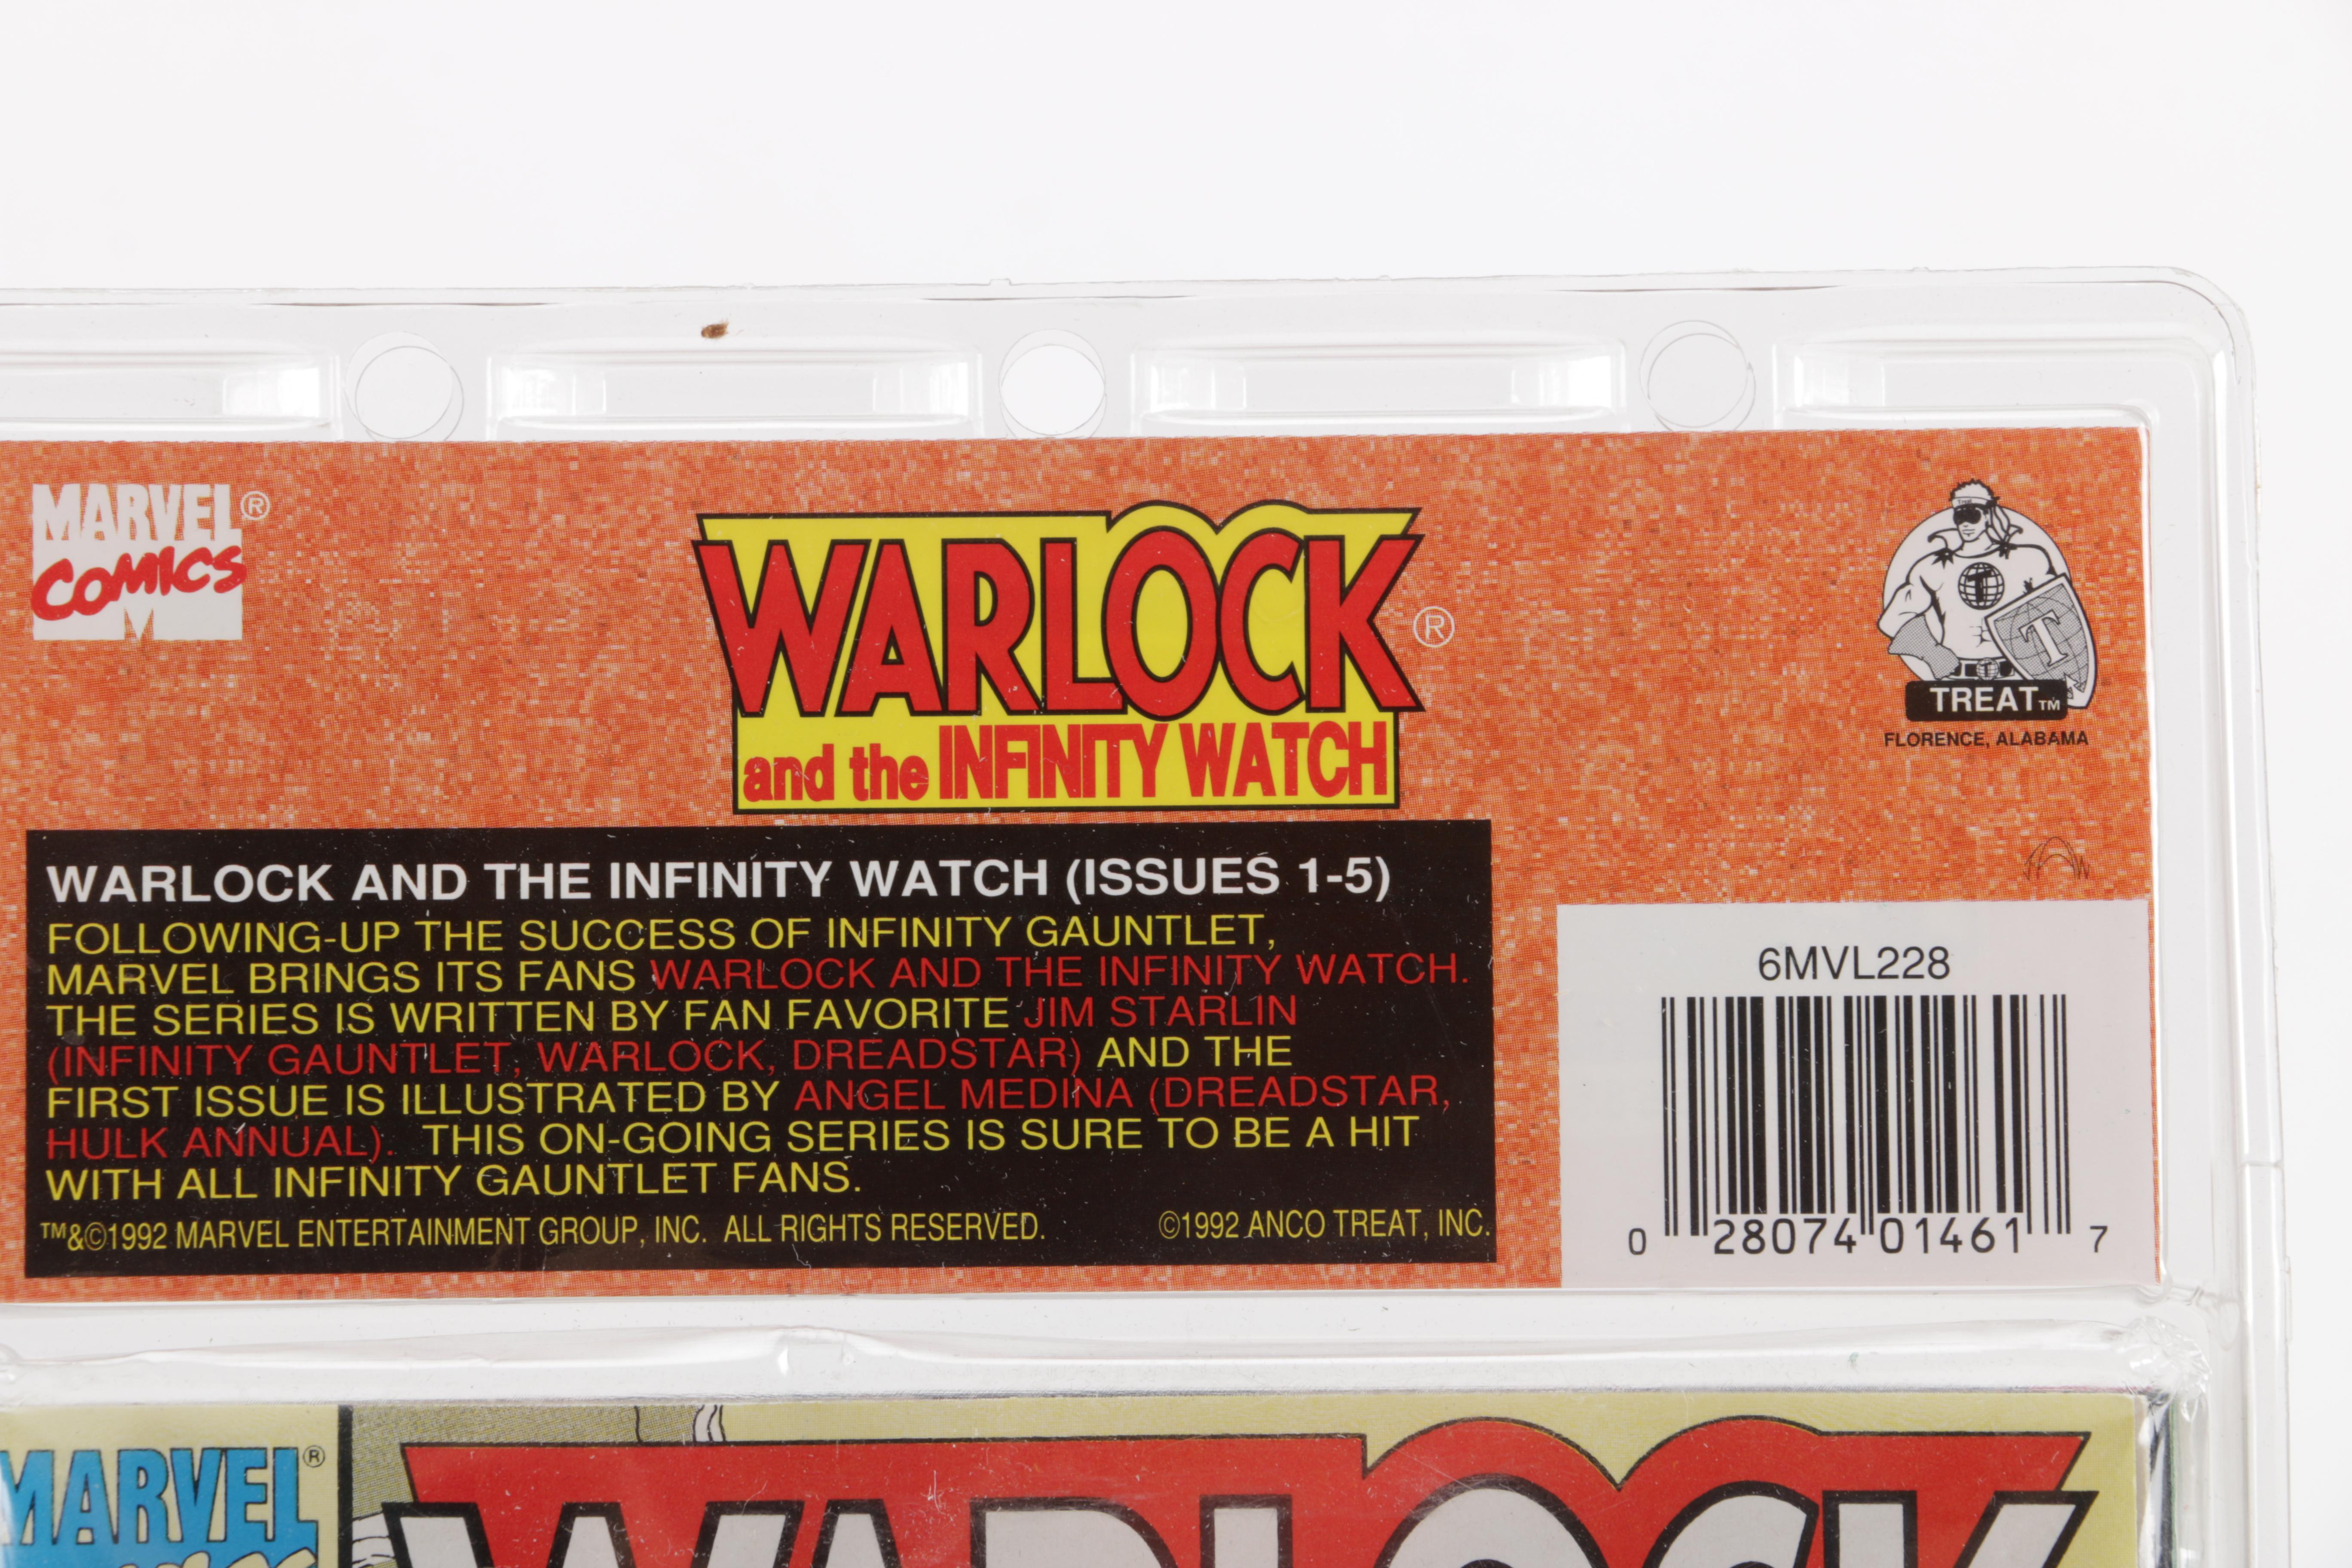 MARVEL®
COMICS
WARLOCK®
and the INFINITY WATCH
T
T
TREAT™
FLORENCE, ALABAMA
WARLOCK AND THE INFINITY WATCH (ISSUES 1-5)
FOLLOWING-UP THE SUCCESS OF INFINITY GAUNTLET,
MARVEL BRINGS ITS FANS WARLOCK AND THE INFINITY WATCH.
THE SERIES IS WRITTEN BY FAN FAVORITE JIM STARLIN
(INFINITY GAUNTLET, WARLOCK, DREADSTAR) AND THE
FIRST ISSUE IS ILLUSTRATED BY ANGEL MEDINA (DREADSTAR,
HULK ANNUAL). THIS ON-GOING SERIES IS SURE TO BE A HIT
WITH ALL INFINITY GAUNTLET FANS.
™&©1992 MARVEL ENTERTAINMENT GROUP, INC. ALL RIGHTS RESERVED. ©1992 ANCO TREAT, INC.
6MVL228
0 28074 01461 7
MARVEL®
WARLOCK